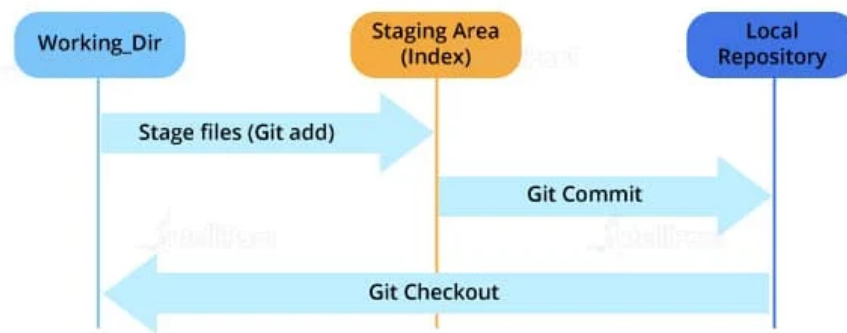 Working_Dir
Staging Area
(Index)
Local
Repository
Stage files (Git add)
Git Commit
Git Checkout